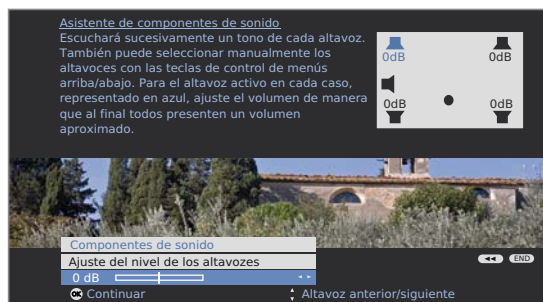 Asistente de componentes de sonido
Escuchará sucesivamente un tono de cada altavoz.
También puede seleccionar manualmente los
altavoces con las teclas de control de menús
arriba/abajo. Para el altavoz activo en cada caso,
representado en azul, ajuste el volumen de manera
que al final todos presenten un volumen
aproximado.
0dB 0dB
0dB 0dB
Componentes de sonido
Ajuste del nivel de los altavozes
0 dB
END
OK Continuar
Altavoz anterior/siguiente